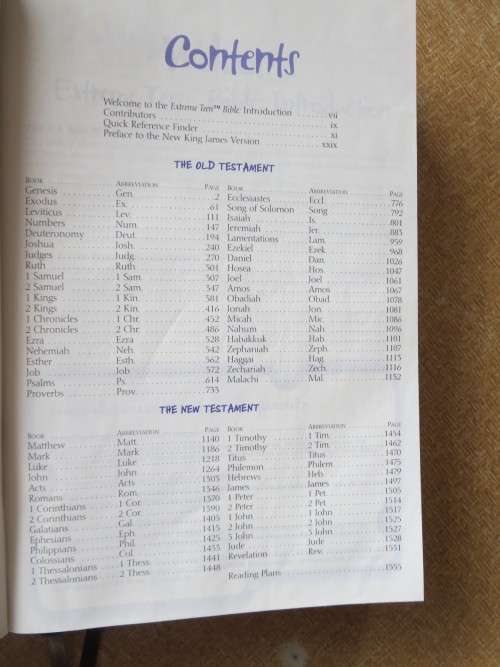 Contents
Welcome to the Extreme Teen™ Bible Introduction vii
Contributors ix
Quick Reference Finder xi
Preface to the New King James Version xxix
THE OLD TESTAMENT
BOOK ABBREVIATION PAGE
Genesis Gen. 2
Exodus Ex. 61
Leviticus Lev. 111
Numbers Num. 147
Deuteronomy Deut. 194
Joshua Josh. 240
Judges Judg. 270
Ruth Ruth 301
1 Samuel 1 Sam. 307
2 Samuel 2 Sam. 347
1 Kings 1 Kin. 381
2 Kings 2 Kin. 416
1 Chronicles 1 Chr. 452
2 Chronicles 2 Chr. 486
Ezra Ezra 528
Nehemiah Neh. 542
Esther Esth. 562
Job Job 572
Psalms Ps. 614
Proverbs Prov. 733
BOOK ABBREVIATION PAGE
Ecclesiastes Eccl. 776
Song of Solomon Song 792
Isaiah Is. 801
Jeremiah Jer. 885
Lamentations Lam. 959
Ezekiel Ezek. 968
Daniel Dan. 1026
Hosea Hos. 1047
Joel Joel 1061
Amos Amos 1067
Obadiah Obad. 1078
Jonah Jon. 1081
Micah Mic. 1086
Nahum Nah. 1096
Habakkuk Hab. 1101
Zephaniah Zeph. 1107
Haggai Hag. 1113
Zechariah Zech. 1116
Malachi Mal. 1132
THE NEW TESTAMENT
BOOK ABBREVIATION PAGE
Matthew Matt. 1140
Mark Mark 1186
Luke Luke 1218
John John 1264
Acts Acts 1303
Romans Rom. 1346
1 Corinthians 1 Cor. 1370
2 Corinthians 2 Cor. 1390
Galatians Gal. 1405
Ephesians Eph. 1415
Philippians Phil. 1425
Colossians Col. 1433
1 Thessalonians 1 Thess. 1441
2 Thessalonians 2 Thess. 1448
BOOK ABBREVIATION PAGE
1 Timothy 1 Tim. 1454
2 Timothy 2 Tim. 1462
Titus Titus 1470
Philemon Philem. 1475
Hebrews Heb. 1479
James James 1497
1 Peter 1 Pet. 1505
2 Peter 2 Pet. 1514
1 John 1 John 1517
2 John 2 John 1525
3 John 3 John 1527
Jude Jude 1528
Revelation Rev. 1531
Reading Plans 1555